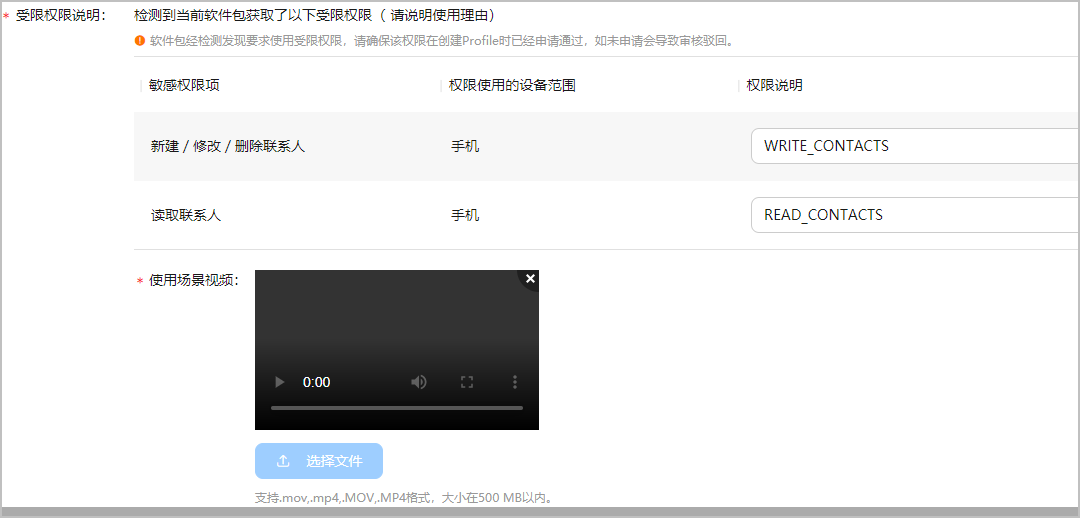 * 受限权限说明： 检测到当前软件包获取了以下受限权限（ 请说明使用理由）
软件包经检测发现要求使用受限权限，请确保该权限在创建Profile时已经申请通过，如未申请会导致审核驳回。
敏感权限项 权限使用的设备范围 权限说明
新建 / 修改 / 删除联系人 手机 WRITE_CONTACTS
读取联系人 手机 READ_CONTACTS
* 使用场景视频：
0:00
选择文件
支持.mov,.mp4,.MOV,.MP4格式，大小在500 MB以内。